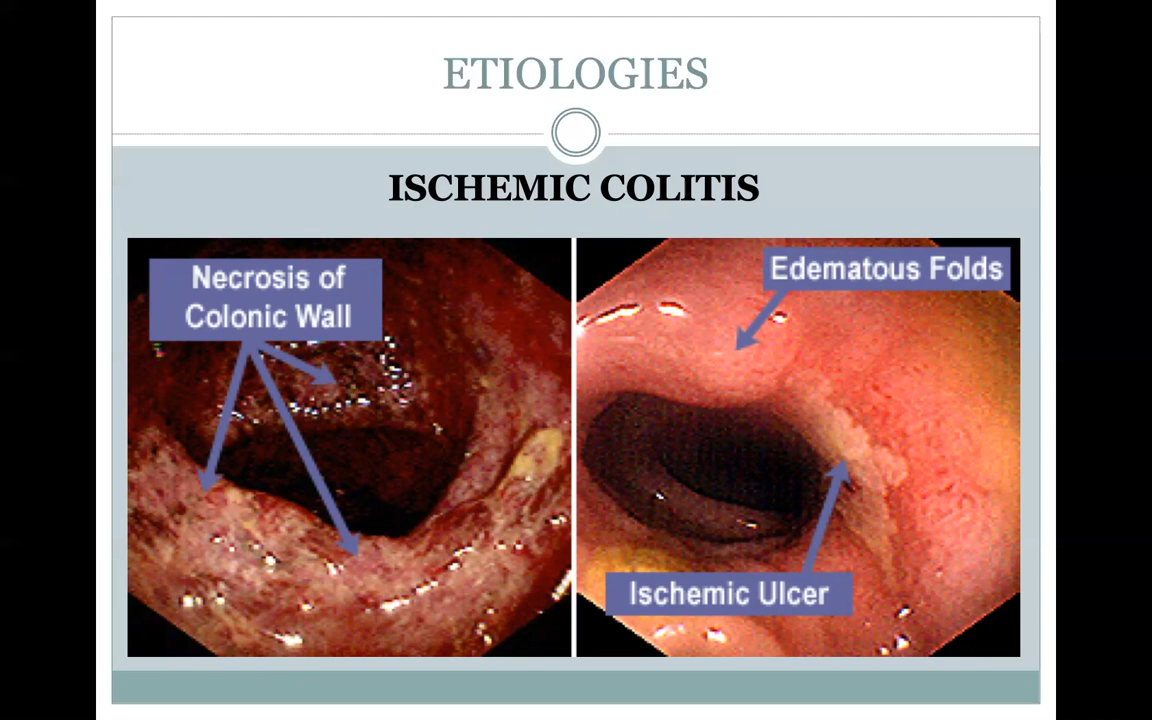 ETIOLOGIES
ISCHEMIC COLITIS
Necrosis of
Colonic Wall
Edematous Folds
Ischemic Ulcer